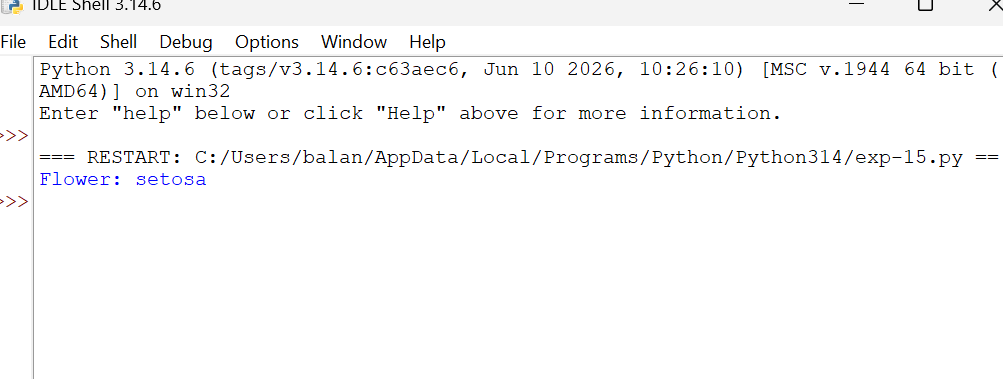 IDLE Shell 3.14.6
File Edit Shell Debug Options Window Help
Python 3.14.6 (tags/v3.14.6:c63aec6, Jun 10 2026, 10:26:10) [MSC v.1944 64 bit (
AMD64)] on win32
Enter "help" below or click "Help" above for more information.
>>>
=== RESTART: C:/Users/balan/AppData/Local/Programs/Python/Python314/exp-15.py ==
Flower: setosa
>>>